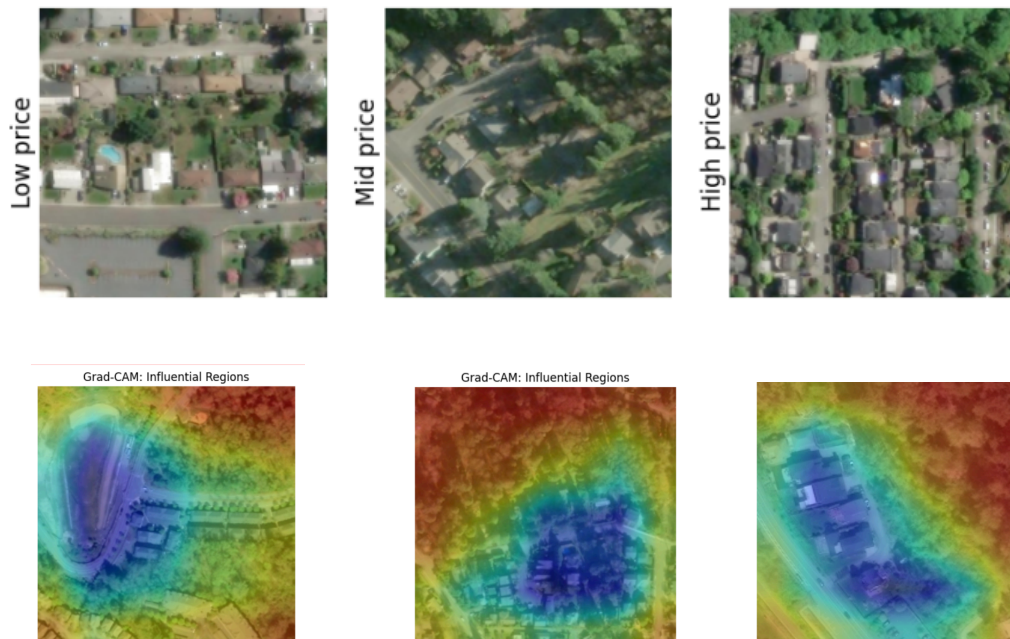 Low price
Mid price
High price
Grad-CAM: Influential Regions
Grad-CAM: Influential Regions